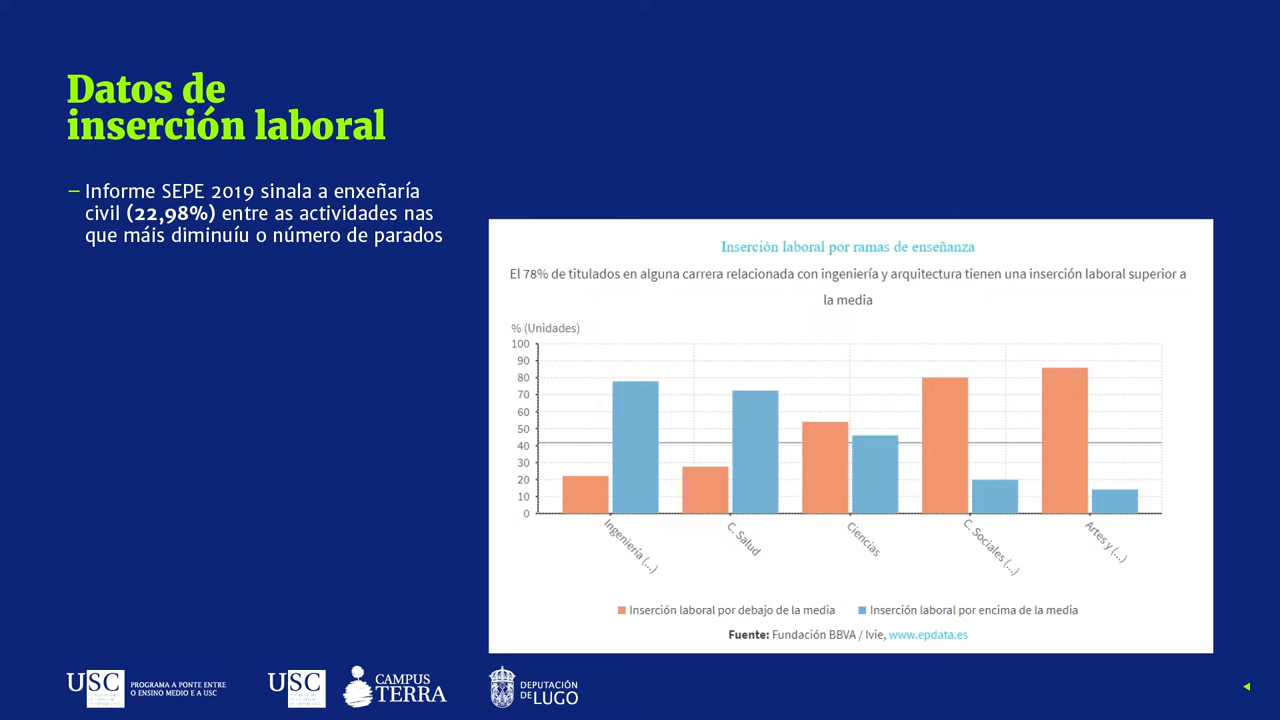 Datos de
inserción laboral
– Informe SEPE 2019 sinala a enxeñaría
civil (22,98%) entre as actividades nas
que máis diminuíu o número de parados
Inserción laboral por ramas de enseñanza
El 78% de titulados en alguna carrera relacionada con ingeniería y arquitectura tienen una inserción laboral superior a
la media
% (Unidades)
100
90
80
70
60
50
40
30
20
10
0
Ingeniería (...)
C. Salud
Ciencias
C. Sociales (...)
Artes y (...)
Inserción laboral por debajo de la media
Inserción laboral por encima de la media
Fuente: Fundación BBVA / Ivie, www.epdata.es
USC
PROGRAMA A PONTE ENTRE
O ENSINO MEDIO E A USC
USC
CAMPUS
TERRA
DEPUTACIÓN
DE LUGO